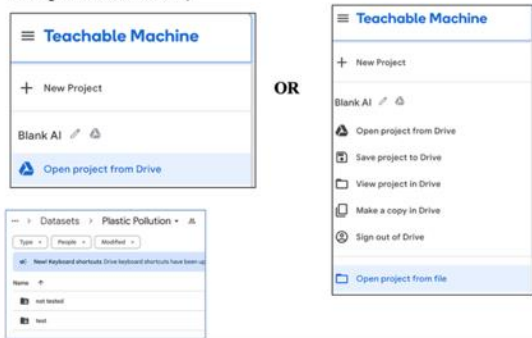 Teachable Machine
New Project
Blank AI
Open project from Drive
OR
Teachable Machine
New Project
Blank AI
Open project from Drive
Save project to Drive
View project in Drive
Make a copy in Drive
Sign out of Drive
Open project from file
Datasets > Plastic Pollution
Type People Modified
New! Keyboard shortcuts Drive keyboard shortcuts have been up
Name
not tested
test